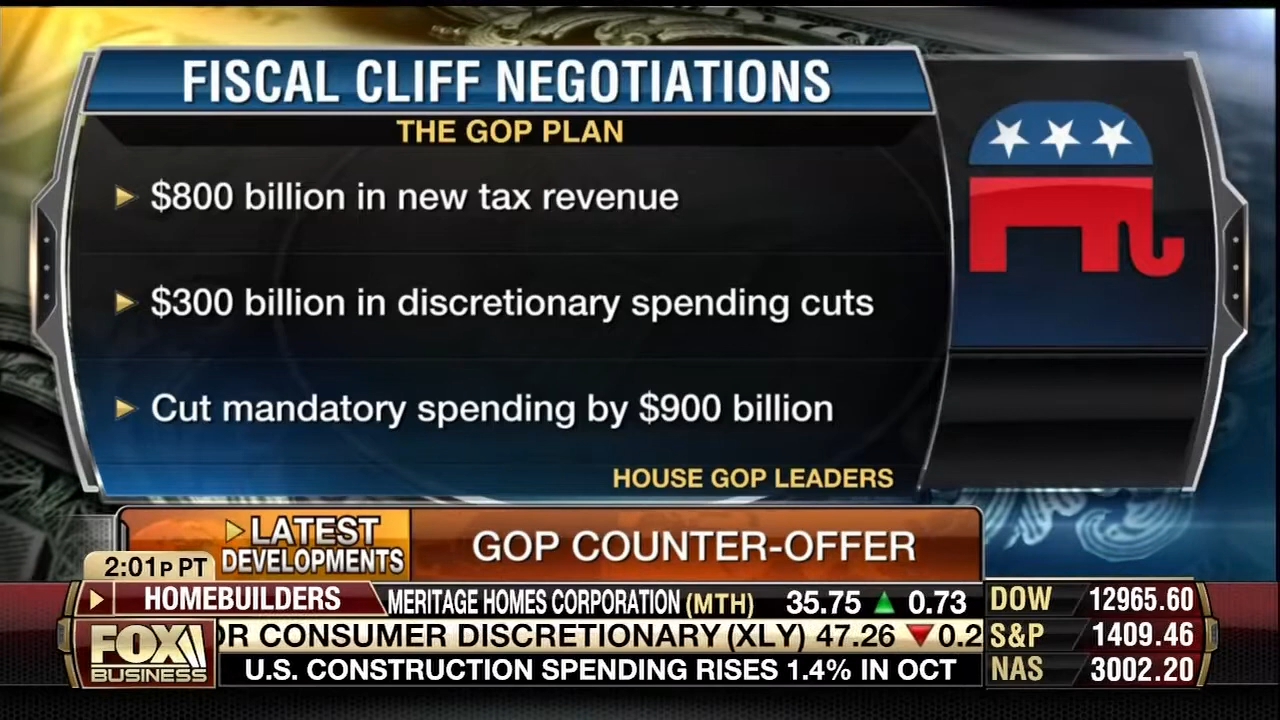 FISCAL CLIFF NEGOTIATIONS
THE GOP PLAN
$800 billion in new tax revenue
$300 billion in discretionary spending cuts
Cut mandatory spending by $900 billion
HOUSE GOP LEADERS
LATEST
DEVELOPMENTS
GOP COUNTER-OFFER
2:01P PT
HOMEBUILDERS
MERITAGE HOMES CORPORATION (MTH) 35.75 ▲ 0.73
DOW 12965.60
FOX
BUSINESS
R CONSUMER DISCRETIONARY (XLY) 47.26 ▼ 0.2
S&P 1409.46
U.S. CONSTRUCTION SPENDING RISES 1.4% IN OCT
NAS 3002.20